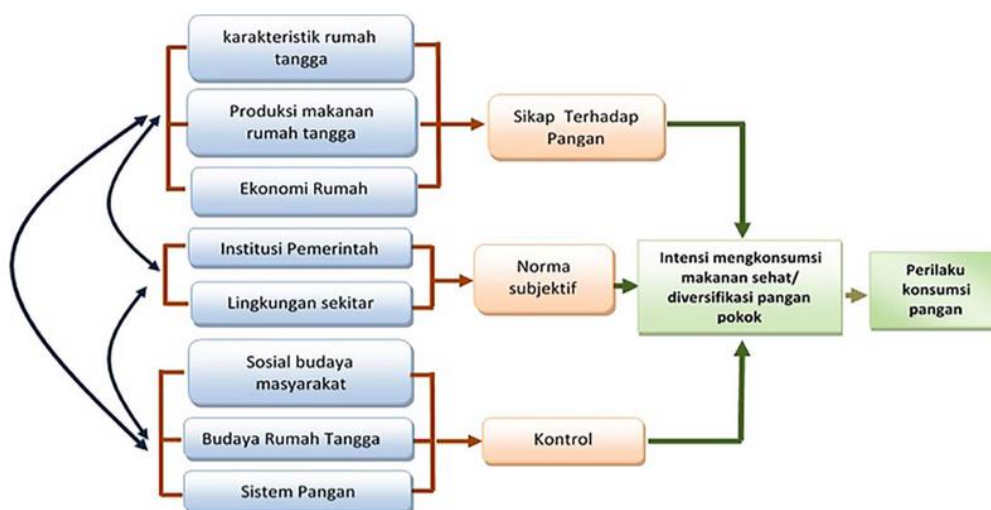 karakteristik rumah
tangga
Produksi makanan
rumah tangga
Ekonomi Rumah
Sikap Terhadap
Pangan
Institusi Pemerintah
Lingkungan sekitar
Norma
subjektif
Sosial budaya
masyarakat
Budaya Rumah Tangga
Sistem Pangan
Kontrol
Intensi mengkonsumsi
makanan sehat/
diversifikasi pangan
pokok
Perilaku
konsumsi
pangan